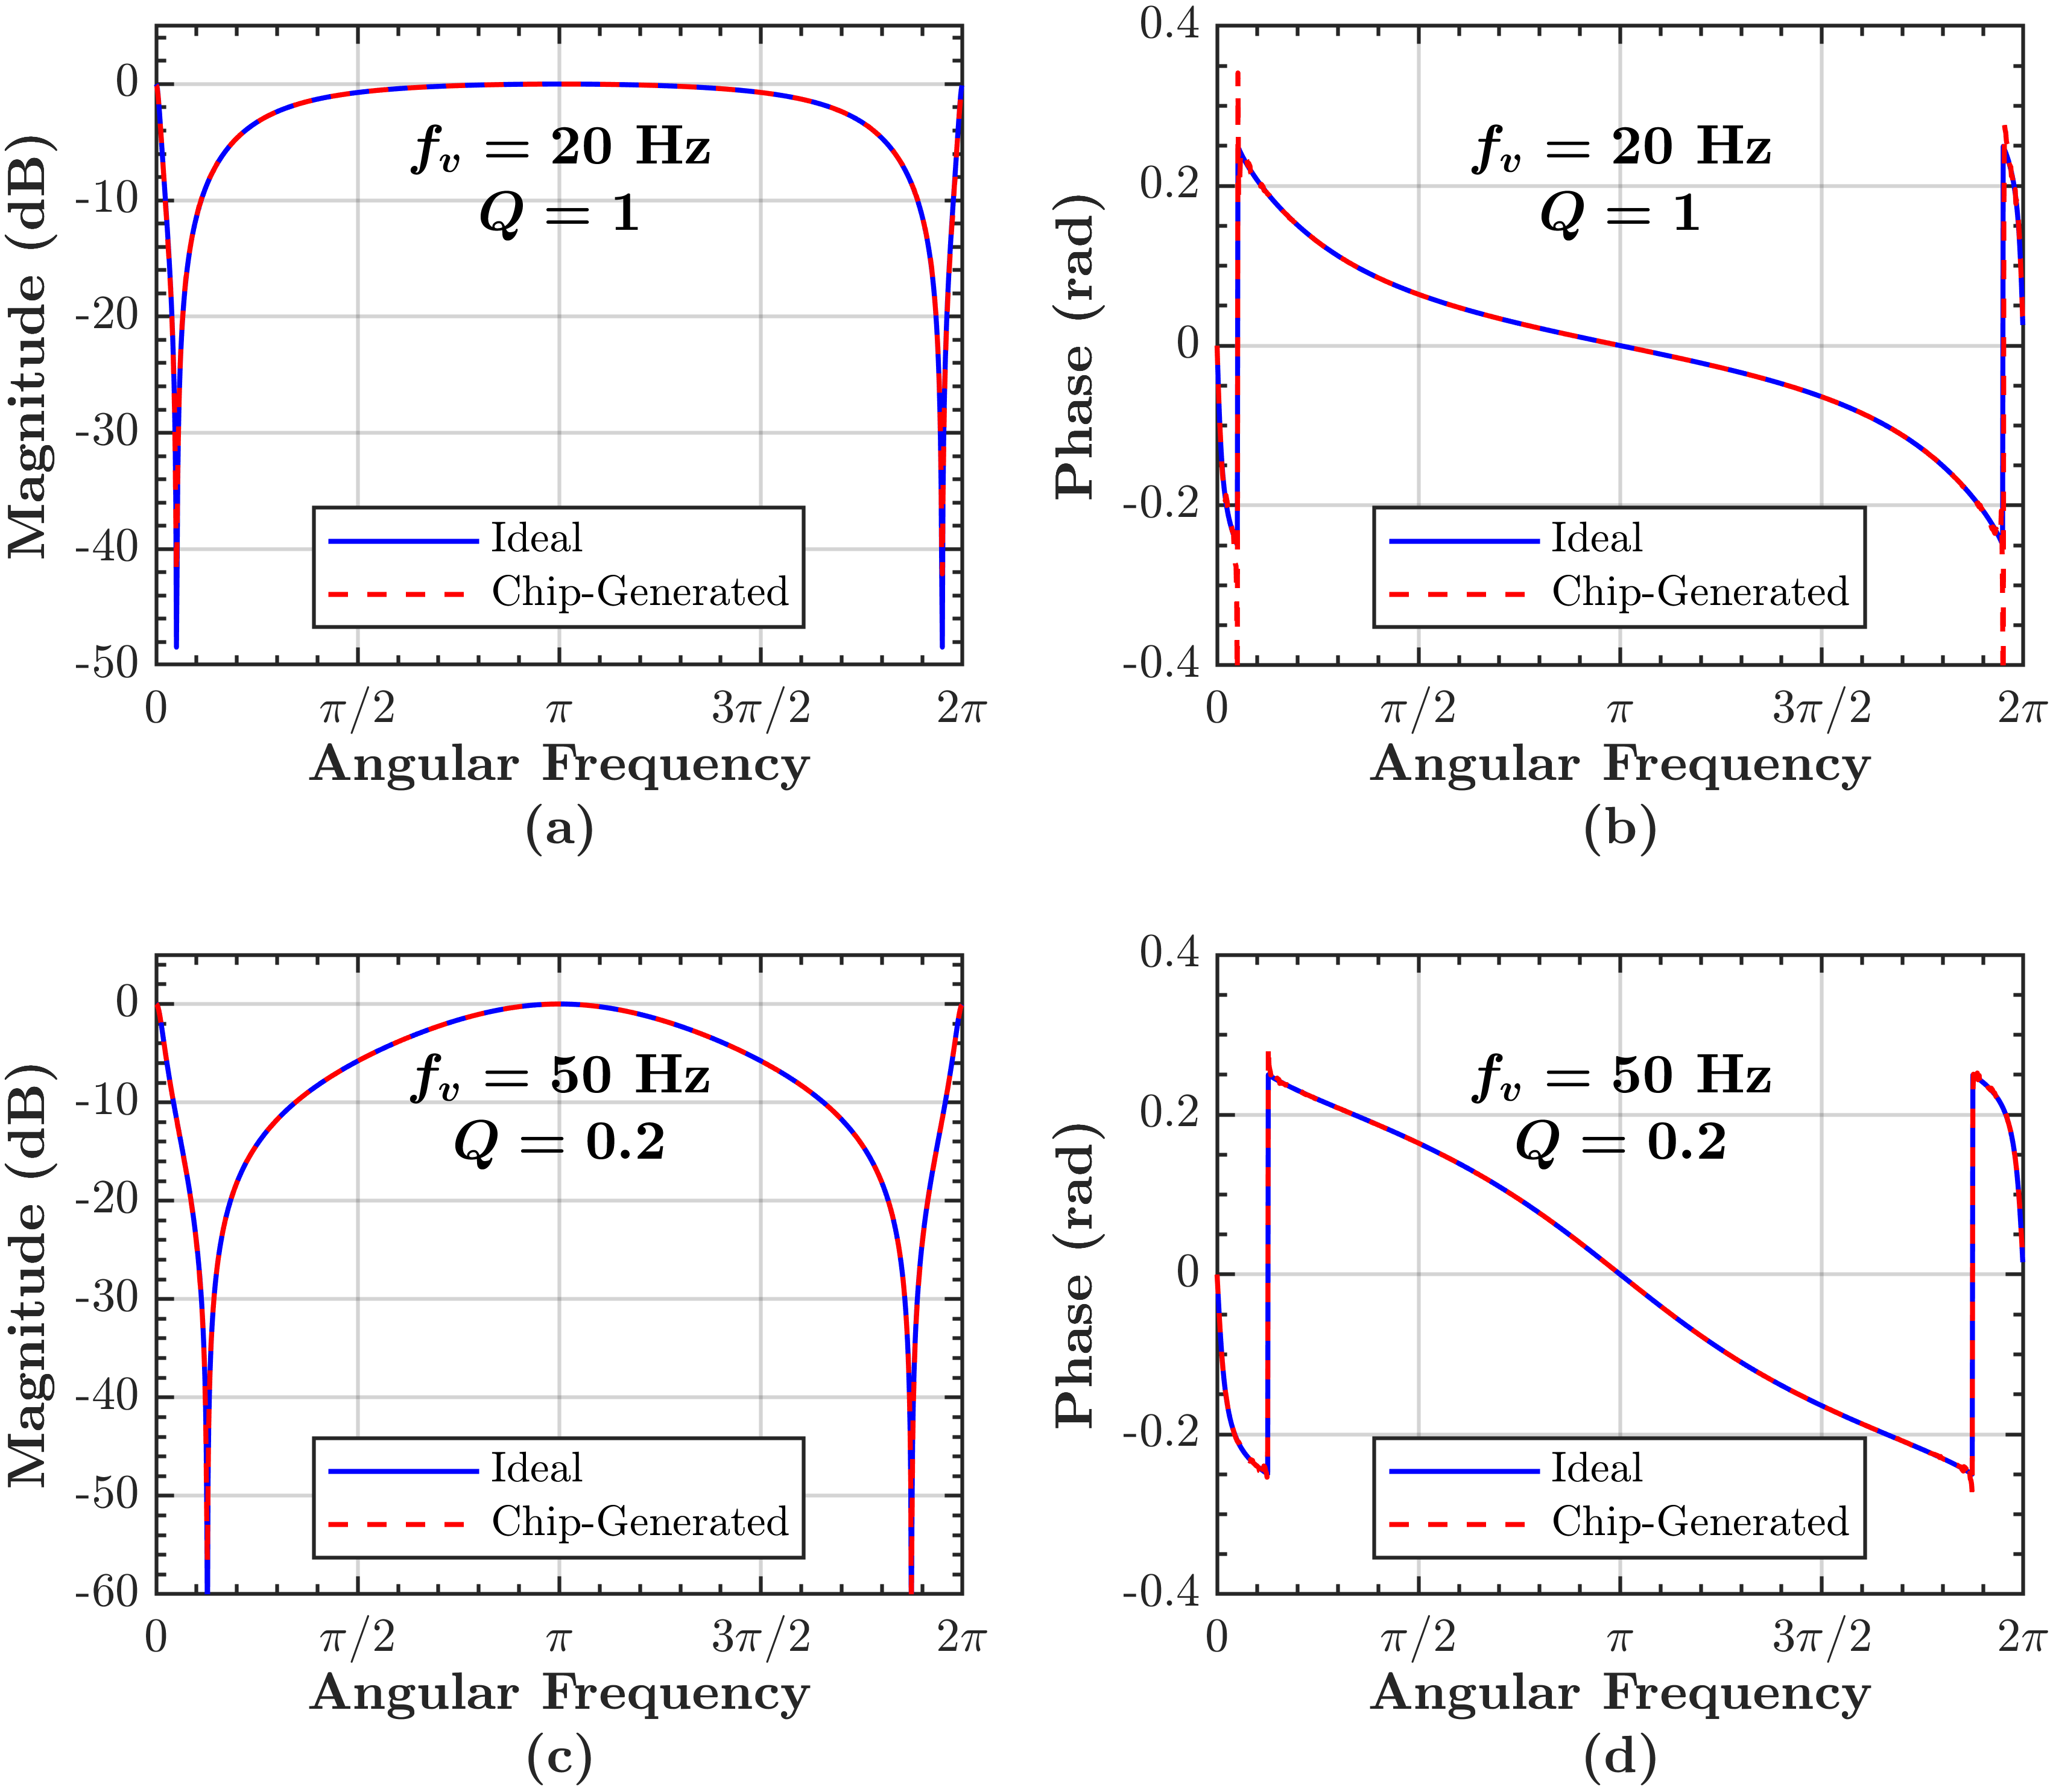 0
-10
-20
-30
-40
-50
Magnitude (dB)
f_v = 20 Hz
Q = 1
Ideal
Chip-Generated
0 π/2 π 3π/2 2π
Angular Frequency
(a)
0.4
0.2
0
-0.2
-0.4
Phase (rad)
f_v = 20 Hz
Q = 1
Ideal
Chip-Generated
0 π/2 π 3π/2 2π
Angular Frequency
(b)
0
-10
-20
-30
-40
-50
-60
Magnitude (dB)
f_v = 50 Hz
Q = 0.2
Ideal
Chip-Generated
0 π/2 π 3π/2 2π
Angular Frequency
(c)
0.4
0.2
0
-0.2
-0.4
Phase (rad)
f_v = 50 Hz
Q = 0.2
Ideal
Chip-Generated
0 π/2 π 3π/2 2π
Angular Frequency
(d)